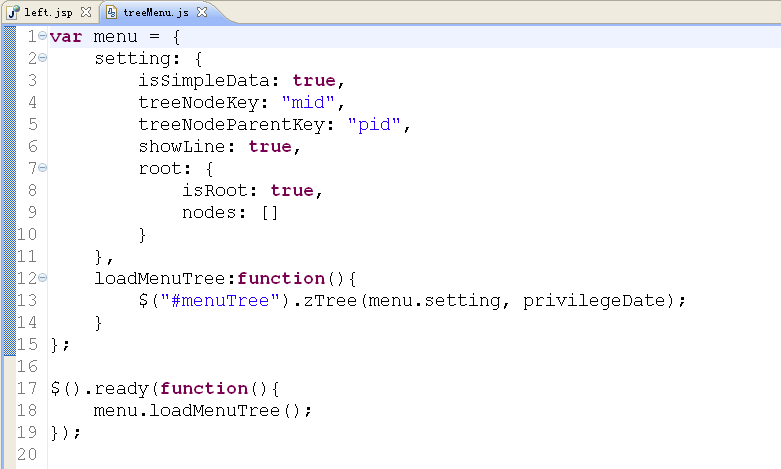 left.jsp treeMenu.js
1 var menu = {
2 setting: {
3 isSimpleData: true,
4 treeNodeKey: "mid",
5 treeNodeParentKey: "pid",
6 showLine: true,
7 root: {
8 isRoot: true,
9 nodes: []
10 }
11 },
12 loadMenuTree:function(){
13 $("#menuTree").zTree(menu.setting, privilegeDate);
14 }
15 };
16
17 $().ready(function(){
18 menu.loadMenuTree();
19 });
20